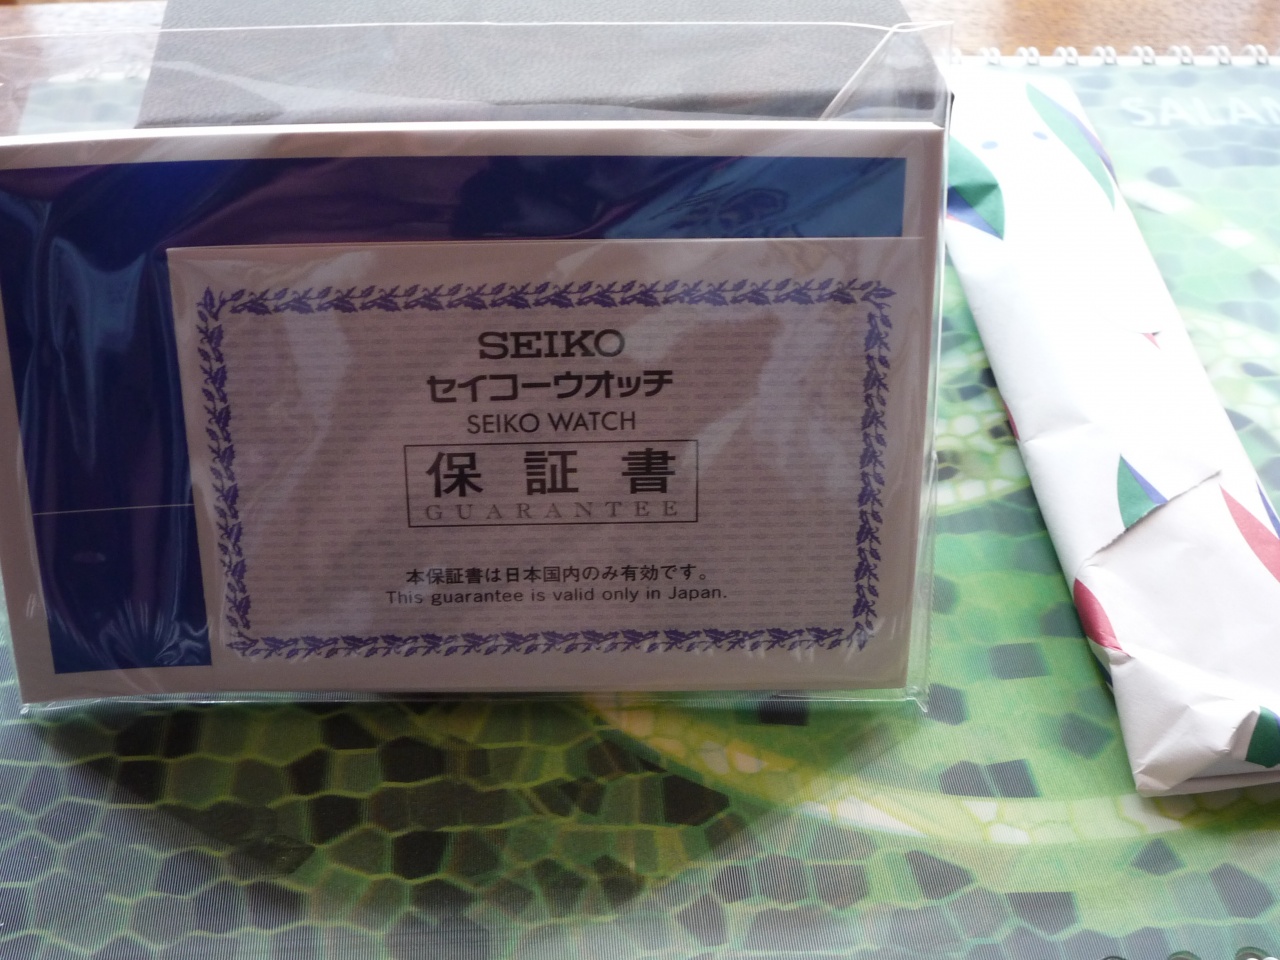 SEIKO
セイコーウオッチ
SEIKO WATCH
保証書
GUARANTEE
本保証書は日本国内のみ有効です。
This guarantee is valid only in Japan.